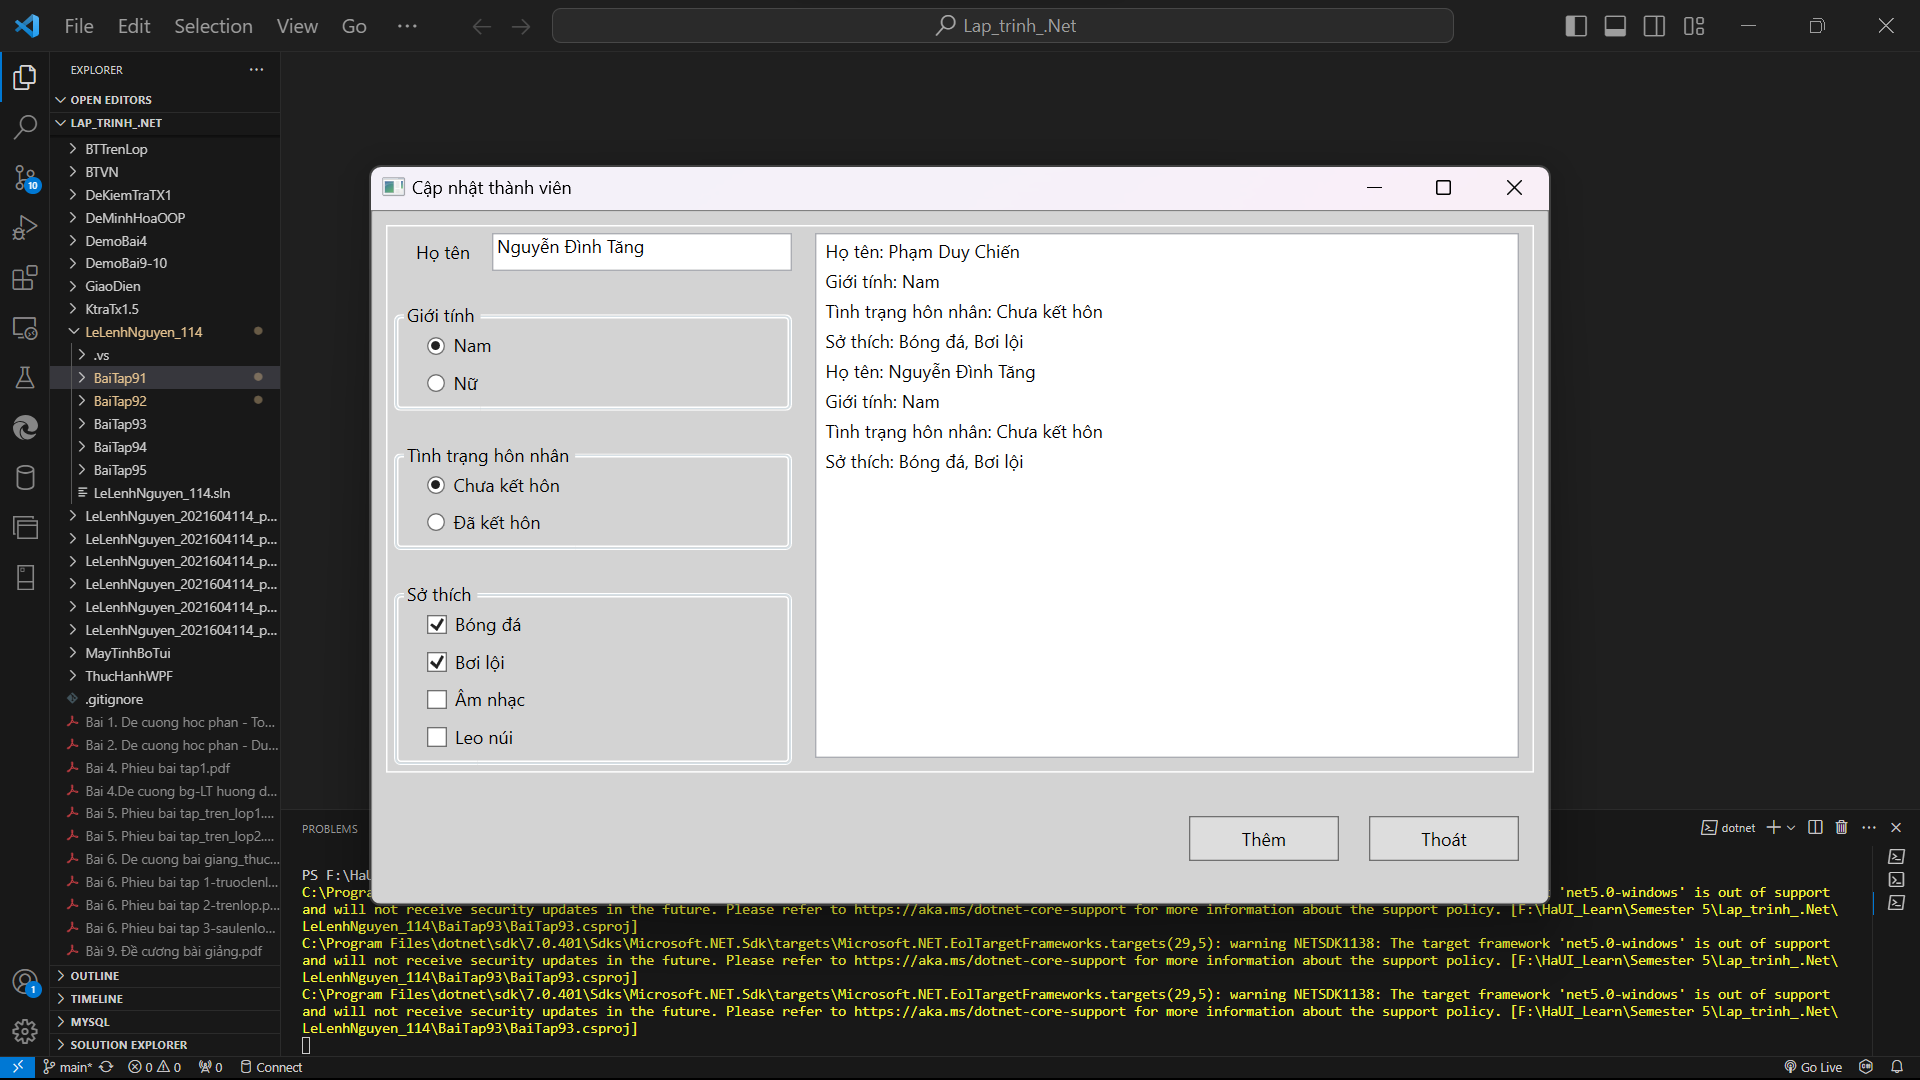 File Edit Selection View Go ···
Lap_trinh_.Net
EXPLORER
OPEN EDITORS
LAP_TRINH_.NET
BTTrenLop
BTVN
DeKiemTraTX1
DeMinhHoaOOP
DemoBai4
DemoBai9-10
GiaoDien
KtraTx1.5
LeLenhNguyen_114
.vs
BaiTap91
BaiTap92
BaiTap93
BaiTap94
BaiTap95
LeLenhNguyen_114.sln
LeLenhNguyen_2021604114_p...
LeLenhNguyen_2021604114_p...
LeLenhNguyen_2021604114_p...
LeLenhNguyen_2021604114_p...
LeLenhNguyen_2021604114_p...
LeLenhNguyen_2021604114_p...
MayTinhBoTui
ThucHanhWPF
.gitignore
Bai 1. De cuong hoc phan - To...
Bai 2. De cuong hoc phan - Du...
Bai 4. Phieu bai tap1.pdf
Bai 4.De cuong bg-LT huong d...
Bai 5. Phieu bai tap_tren_lop1....
Bai 5. Phieu bai tap_tren_lop2....
Bai 6. De cuong bai giang_thuc...
Bai 6. Phieu bai tap 1-truoclenl...
Bai 6. Phieu bai tap 2-trenlop.p...
Bai 6. Phieu bai tap 3-saulenlo...
Bài 9. Đề cương bài giảng.pdf
OUTLINE
TIMELINE
MYSQL
SOLUTION EXPLORER
10
1
Cập nhật thành viên
Họ tên
Nguyễn Đình Tăng
Giới tính
Nam
Nữ
Tình trạng hôn nhân
Chưa kết hôn
Đã kết hôn
Sở thích
Bóng đá
Bơi lội
Âm nhạc
Leo núi
Họ tên: Phạm Duy Chiến
Giới tính: Nam
Tình trạng hôn nhân: Chưa kết hôn
Sở thích: Bóng đá, Bơi lội
Họ tên: Nguyễn Đình Tăng
Giới tính: Nam
Tình trạng hôn nhân: Chưa kết hôn
Sở thích: Bóng đá, Bơi lội
Thêm
Thoát
PROBLEMS
dotnet
PS F:\HaU
C:\Progra 'net5.0-windows' is out of support
and will not receive security updates in the future. Please refer to https://aka.ms/dotnet-core-support for more information about the support policy. [F:\HaUI_Learn\Semester 5\Lap_trinh_.Net\
LeLenhNguyen_114\BaiTap93\BaiTap93.csproj]
C:\Program Files\dotnet\sdk\7.0.401\Sdks\Microsoft.NET.Sdk\targets\Microsoft.NET.EolTargetFrameworks.targets(29,5): warning NETSDK1138: The target framework 'net5.0-windows' is out of support
and will not receive security updates in the future. Please refer to https://aka.ms/dotnet-core-support for more information about the support policy. [F:\HaUI_Learn\Semester 5\Lap_trinh_.Net\
LeLenhNguyen_114\BaiTap93\BaiTap93.csproj]
C:\Program Files\dotnet\sdk\7.0.401\Sdks\Microsoft.NET.Sdk\targets\Microsoft.NET.EolTargetFrameworks.targets(29,5): warning NETSDK1138: The target framework 'net5.0-windows' is out of support
and will not receive security updates in the future. Please refer to https://aka.ms/dotnet-core-support for more information about the support policy. [F:\HaUI_Learn\Semester 5\Lap_trinh_.Net\
LeLenhNguyen_114\BaiTap93\BaiTap93.csproj]
main* 0 0 0 Connect Go Live